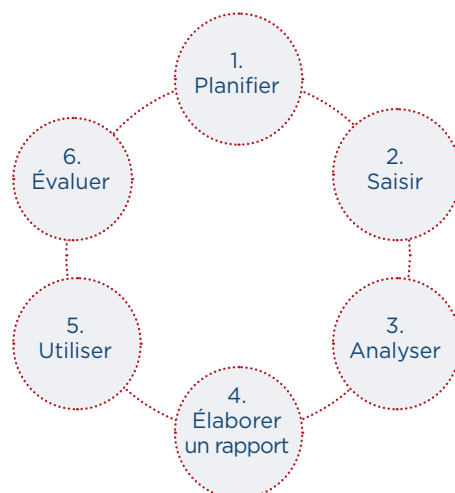 1.
Planifier
2.
Saisir
3.
Analyser
4.
Élaborer
un rapport
5.
Utiliser
6.
Évaluer